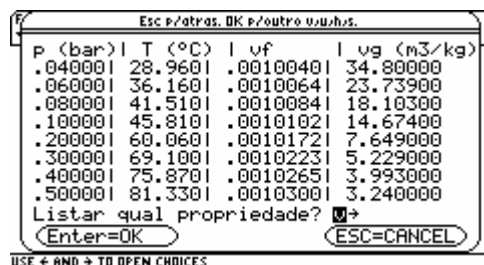 Esc p/atras. OK p/outro v,u,h,s.
p (bar)| T (°C) | vf | vg (m3/kg)
.04000| 28.960| .0010040| 34.80000
.06000| 36.160| .0010064| 23.73900
.08000| 41.510| .0010084| 18.10300
.10000| 45.810| .0010102| 14.67400
.20000| 60.060| .0010172| 7.649000
.30000| 69.100| .0010223| 5.229000
.40000| 75.870| .0010265| 3.993000
.50000| 81.330| .0010300| 3.240000
Listar qual propriedade? v→
Enter=OK ESC=CANCEL
USE ← AND → TO OPEN CHOICES